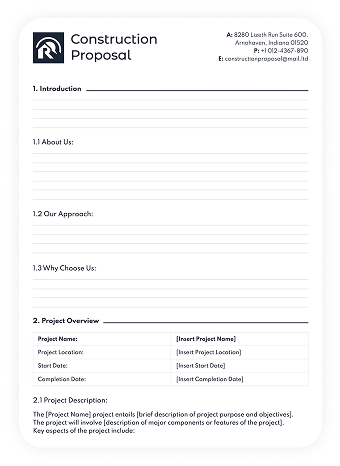 Construction
Proposal
A: 8280 Lizeth Run Suite 600,
Arnohaven, Indiana 01520
P: +1 012-4367-890
E: constructionproposal@mail.ltd
1. Introduction
1.1 About Us:
1.2 Our Approach:
1.3 Why Choose Us:
2. Project Overview
Project Name: [Insert Project Name]
Project Location: [Insert Project Location]
Start Date: [Insert Start Date]
Completion Date: [Insert Completion Date]
2.1 Project Description:
The [Project Name] project entails [brief description of project purpose and objectives].
The project will involve [description of major components or features of the project].
Key aspects of the project include: